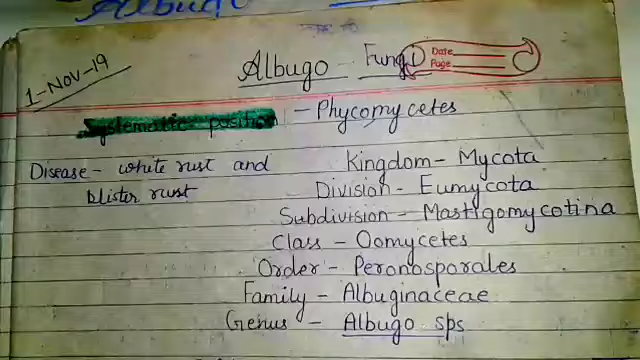 Albugo
1-Nov-19
Albugo - Fungi
Date
Page
Systematic position - Phycomycetes
Disease - white rust and
blister rust
Kingdom - Mycota
Division - Eumycota
Subdivision - Mastigomycotina
Class - Oomycetes
Order - Peronosporales
Family - Albuginaceae
Genus - Albugo sps